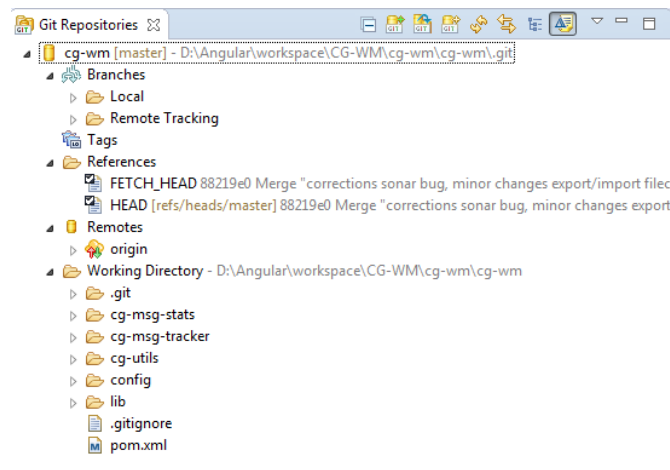 Git Repositories
cg-wm [master] - D:\Angular\workspace\CG-WM\cg-wm\cg-wm\.git
Branches
Local
Remote Tracking
Tags
References
FETCH_HEAD 88219e0 Merge "corrections sonar bug, minor changes export/import filec
HEAD [refs/heads/master] 88219e0 Merge "corrections sonar bug, minor changes export
Remotes
origin
Working Directory - D:\Angular\workspace\CG-WM\cg-wm\cg-wm
.git
cg-msg-stats
cg-msg-tracker
cg-utils
config
lib
.gitignore
pom.xml